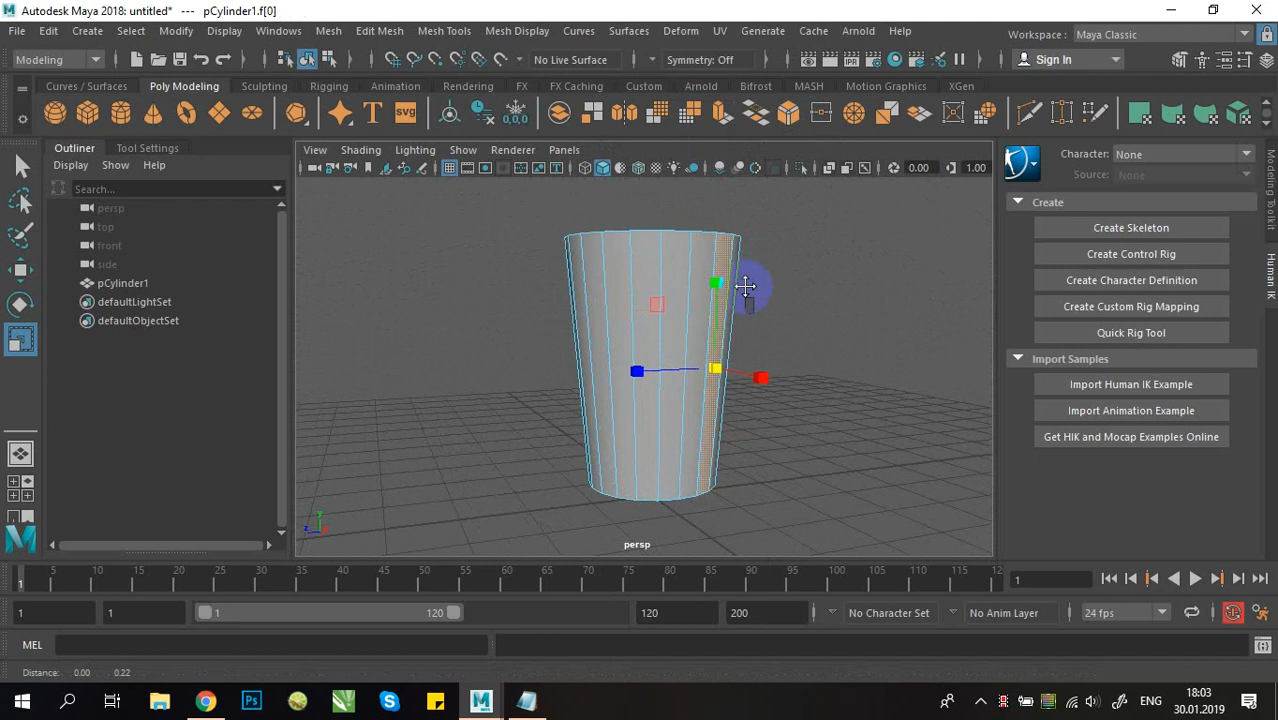 Autodesk Maya 2018: untitled* --- pCylinder1.f[0]
File Edit Create Select Modify Display Windows Mesh Edit Mesh Mesh Tools Mesh Display Curves Surfaces Deform UV Generate Cache Arnold Help
Workspace : Maya Classic
Modeling No Live Surface Symmetry: Off Sign In
Curves / Surfaces Poly Modeling Sculpting Rigging Animation Rendering FX FX Caching Custom Arnold Bifrost MASH Motion Graphics XGen
T SVG 0,0,0
Outliner Tool Settings
Display Show Help
Search...
persp
top
front
side
pCylinder1
defaultLightSet
defaultObjectSet
View Shading Lighting Show Renderer Panels
0.00 1.00
y
z x
persp
Character: None
Source: None
Create
Create Skeleton
Create Control Rig
Create Character Definition
Create Custom Rig Mapping
Quick Rig Tool
Import Samples
Import Human IK Example
Import Animation Example
Get HIK and Mocap Examples Online
Modeling Toolkit
Human IK
1 5 10 15 20 25 30 35 40 45 50 55 60 65 70 75 80 85 90 95 100 105 110 115 12
1
1 1 1 120 120 200 No Character Set No Anim Layer 24 fps
MEL
Distance: 0.00 0.22
ENG
18:03
30.01.2019